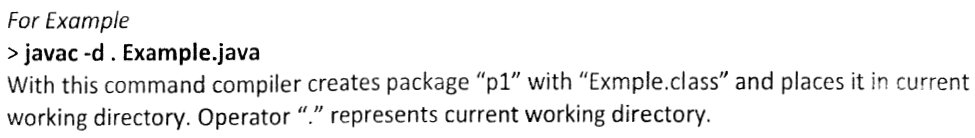 For Example
> javac -d . Example.java
With this command compiler creates package “p1” with “Exmple.class” and places it in current
working directory. Operator “.” represents current working directory.